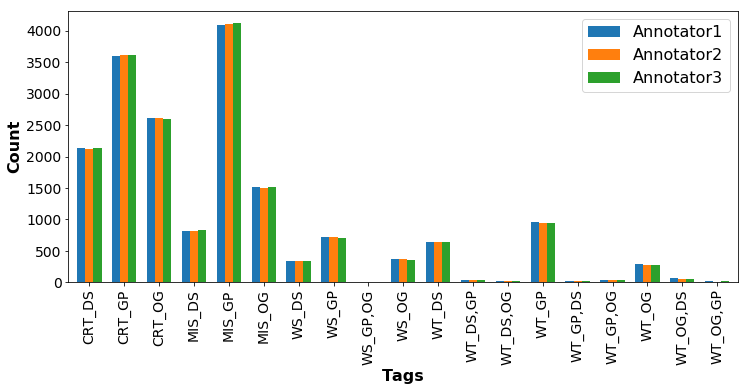 Annotator1
Annotator2
Annotator3
Count
4000
3500
3000
2500
2000
1500
1000
500
0
CRT_DS
CRT_GP
CRT_OG
MIS_DS
MIS_GP
MIS_OG
WS_DS
WS_GP
WS_GP,OG
WS_OG
WT_DS
WT_DS,GP
WT_DS,OG
WT_GP
WT_GP,DS
WT_GP,OG
WT_OG
WT_OG,DS
WT_OG,GP
Tags